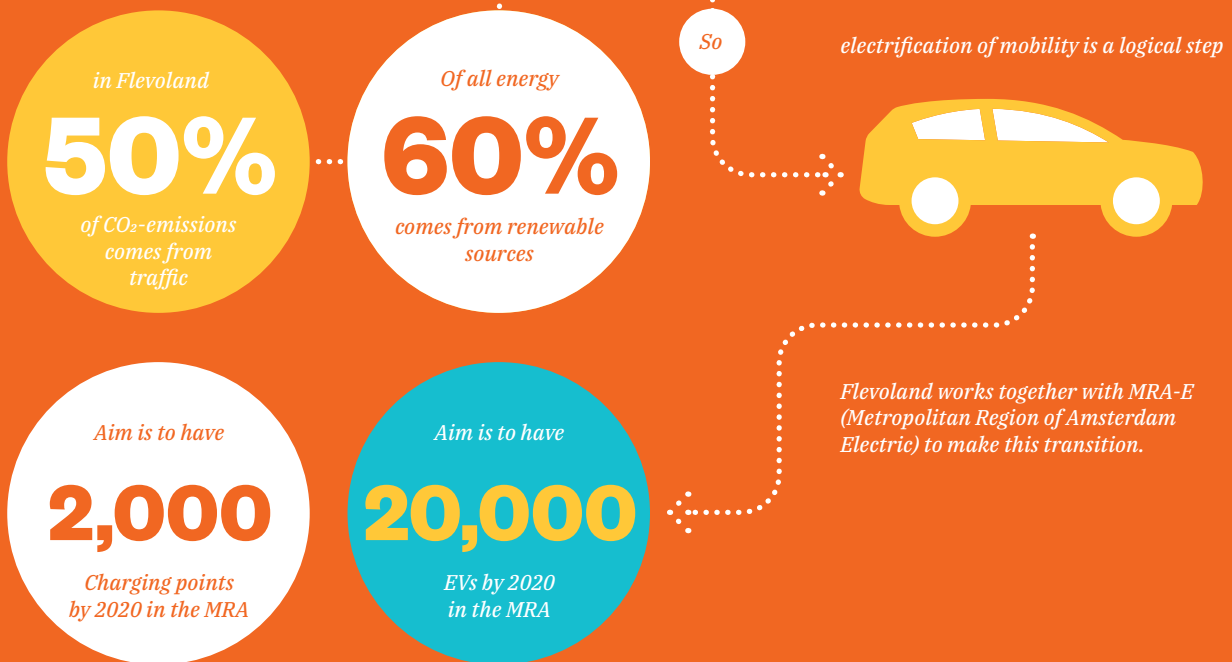 in Flevoland
50%
of CO₂-emissions
comes from
traffic
Of all energy
60%
comes from renewable
sources
So
electrification of mobility is a logical step
Flevoland works together with MRA-E
(Metropolitan Region of Amsterdam
Electric) to make this transition.
Aim is to have
2,000
Charging points
by 2020 in the MRA
Aim is to have
20,000
EVs by 2020
in the MRA